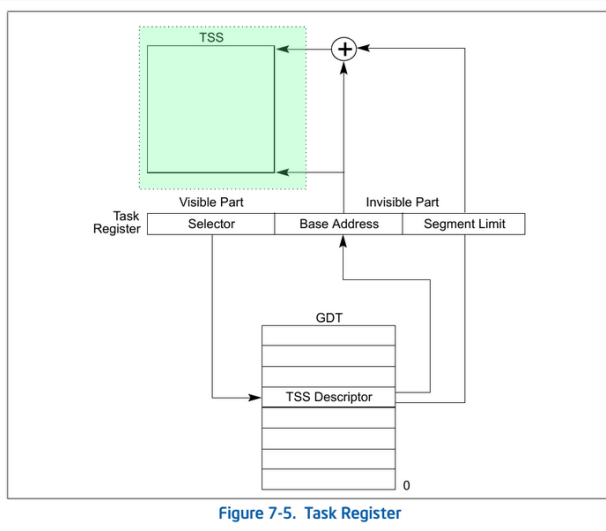 TSS
+
Visible Part
Invisible Part
Task
Register
Selector
Base Address
Segment Limit
GDT
TSS Descriptor
0
Figure 7-5. Task Register